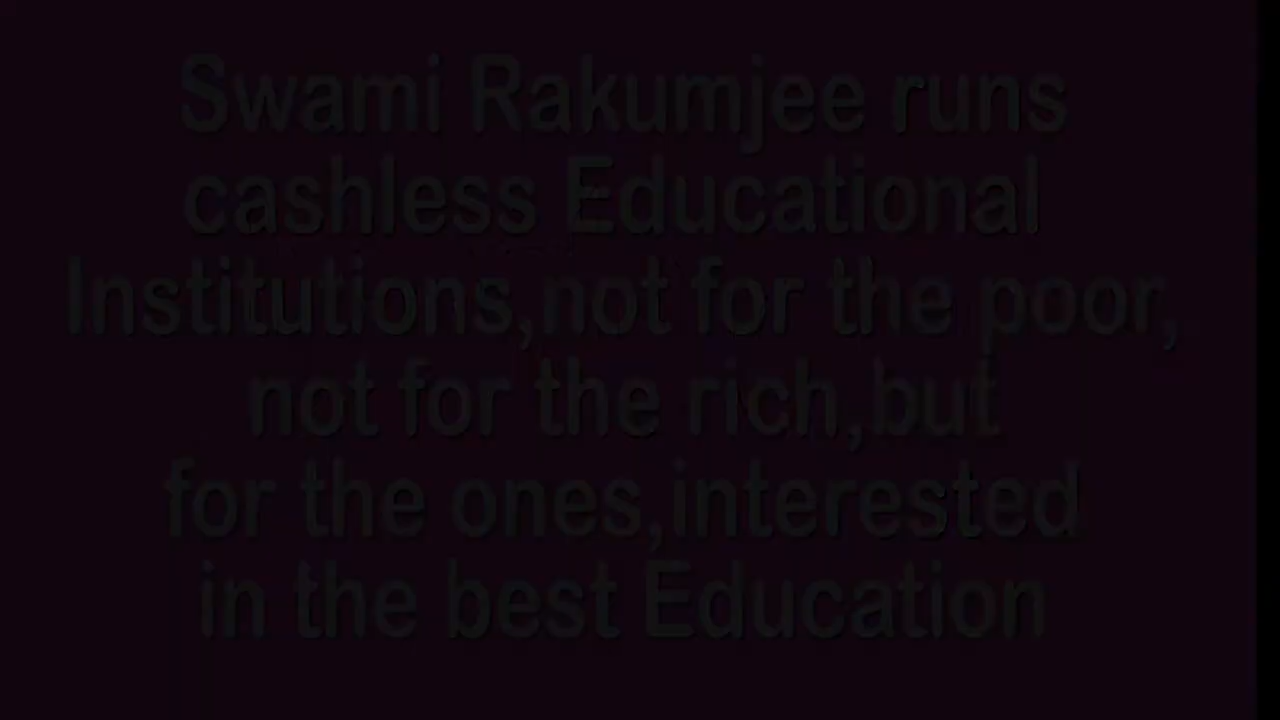 Swami Rakumjee runs
cashless Educational
Institutions,not for the poor,
not for the rich,but
for the ones,interested
in the best Education